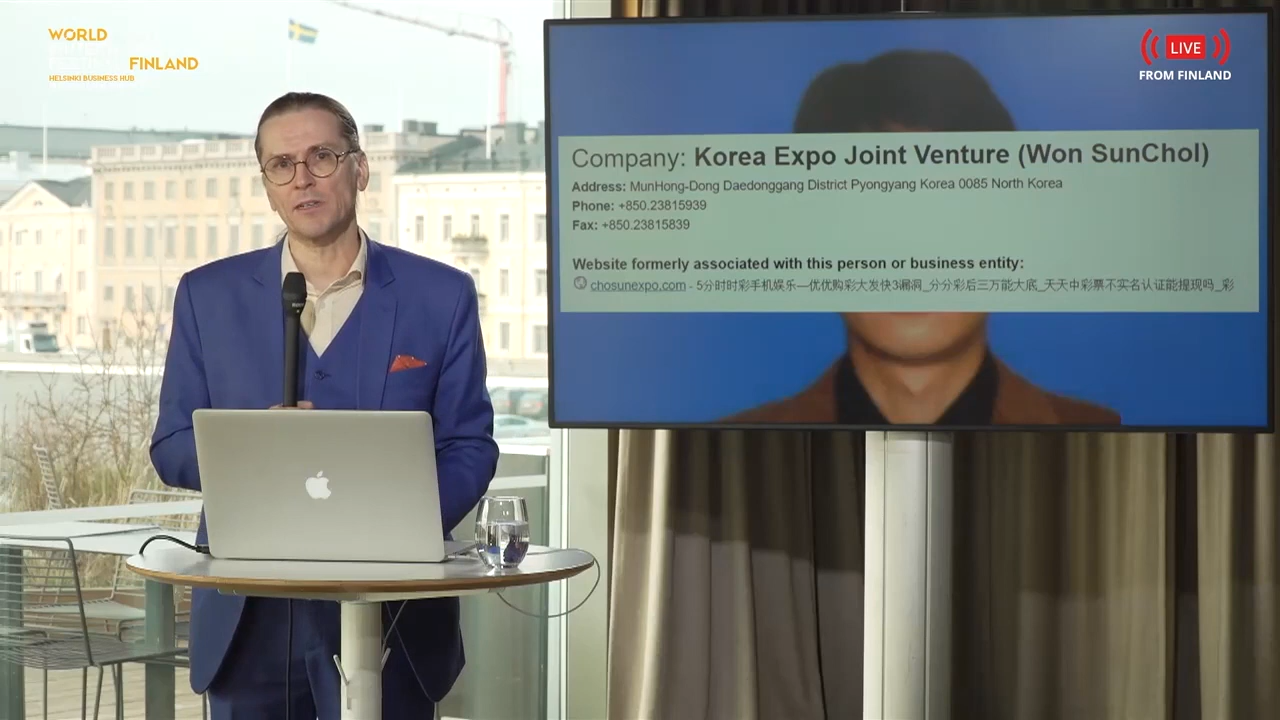 WORLD
FINLAND
HELSINKI BUSINESS HUB
LIVE
FROM FINLAND
Company: Korea Expo Joint Venture (Won SunChol)
Address: MunHong-Dong Daedonggang District Pyongyang Korea 0085 North Korea
Phone: +850.23815939
Fax: +850.23815839
Website formerly associated with this person or business entity:
chosunexpo.com - 5分时时彩手机娱乐—优优购彩大发快3漏洞_分分彩后三万能大底_天天中彩票不实名认证能提现吗_彩